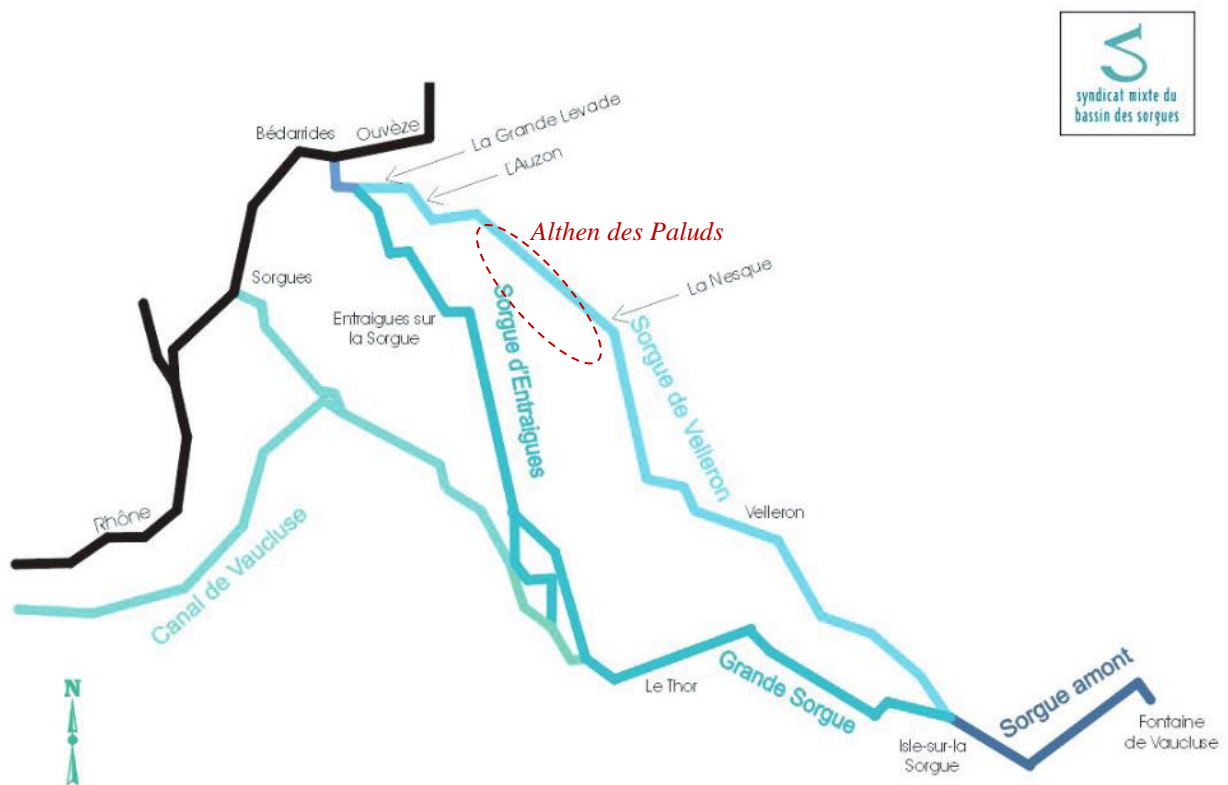 syndicat mixte du
bassin des sorgues
La Grande Levade
Bédarrides
Ouvèze
L'Auzon
Althen des Paluds
La Nesque
Sorgues
Entraigues sur
la Sorgue
Sorgue d'Entraigues
Sorgue de Velleron
Velleron
Rhône
Canal de Vaucluse
Grande Sorgue
Le Thor
Sorgue amont
Isle-sur-la
Sorgue
Fontaine
de Vaucluse
N